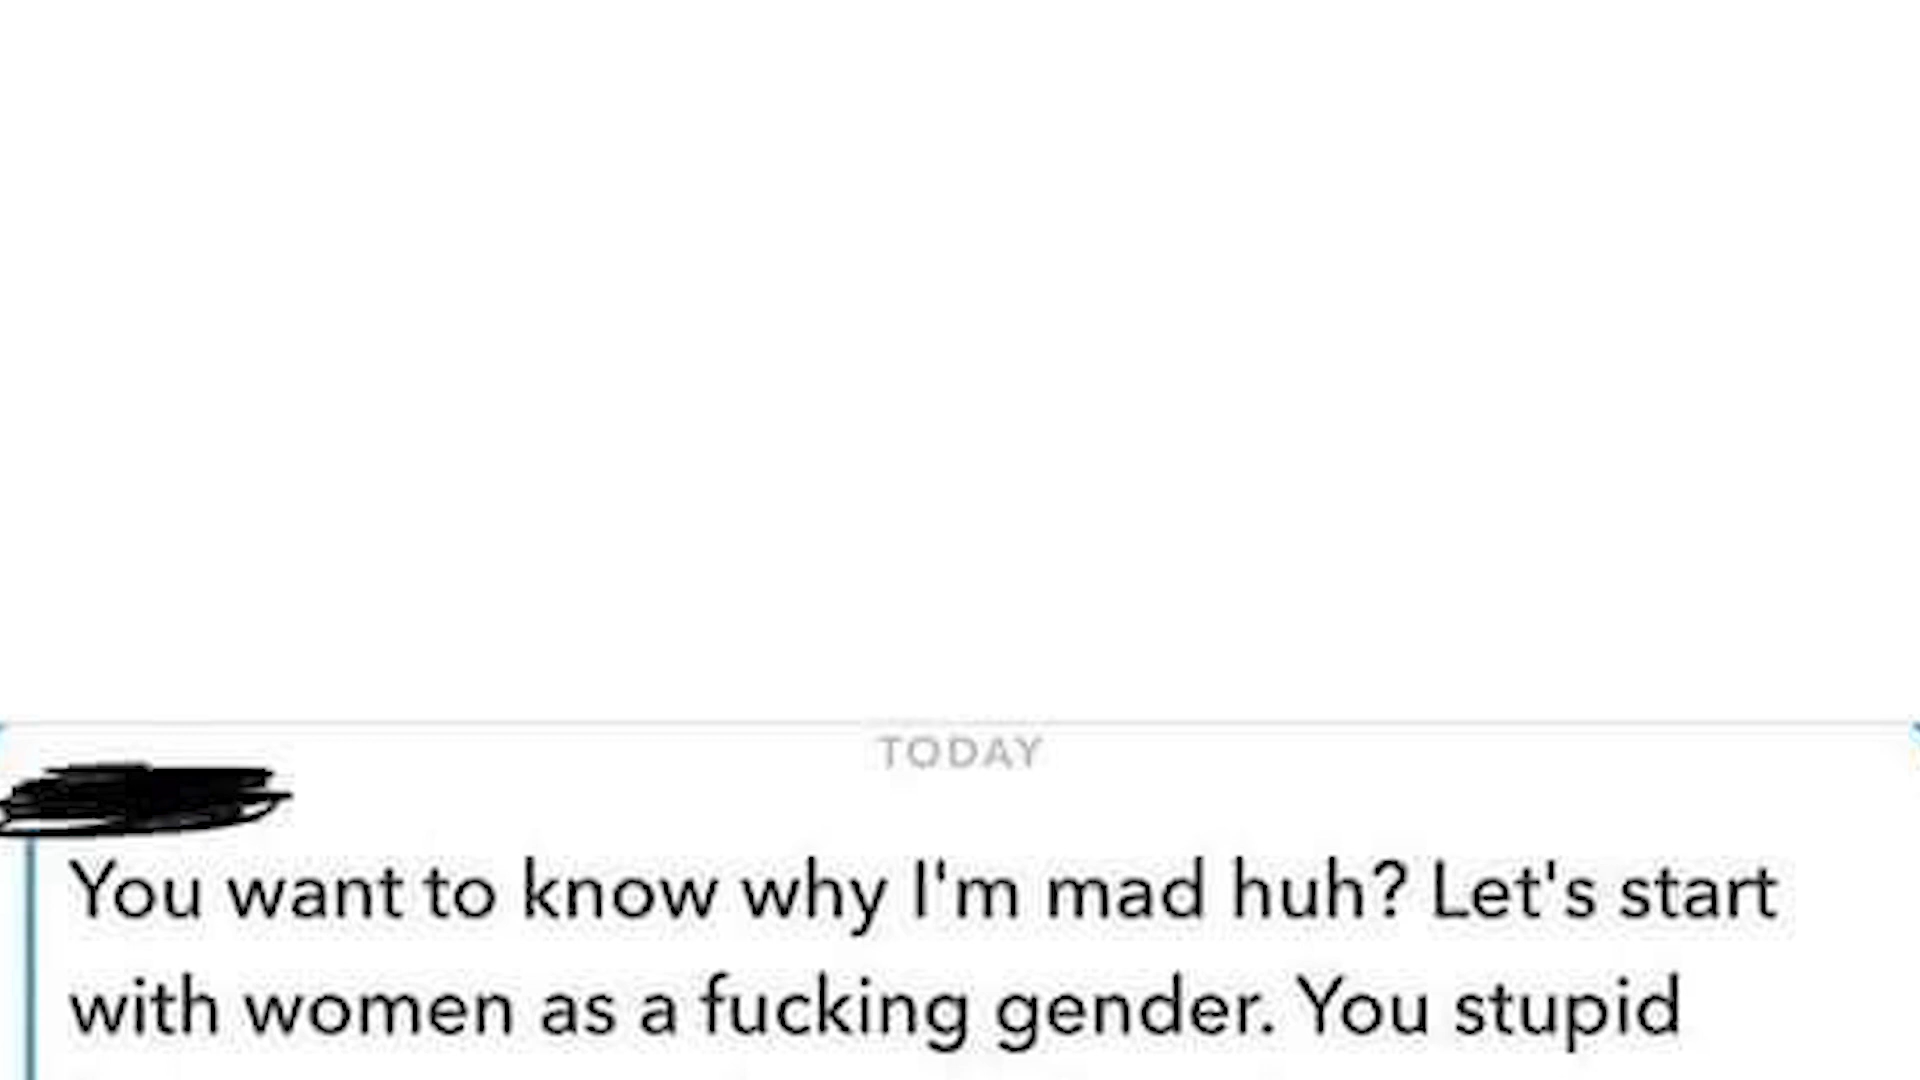 TODAY
You want to know why I'm mad huh? Let's start
with women as a fucking gender. You stupid